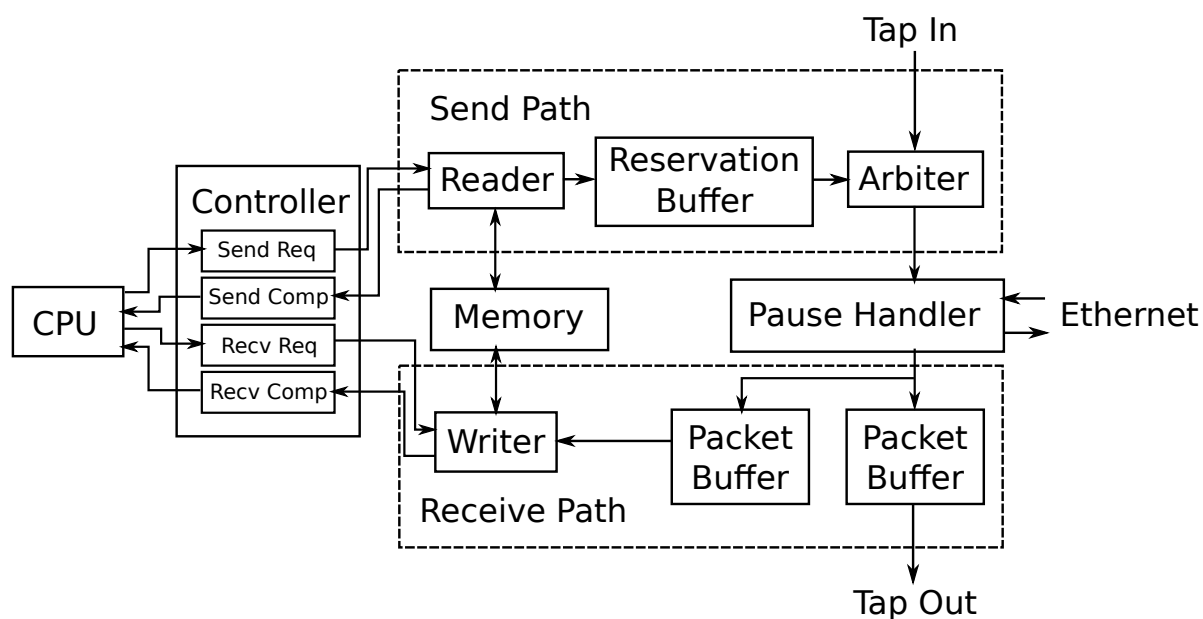 Tap In
Send Path
Reader
Reservation
Buffer
Arbiter
Controller
Send Req
Send Comp
Recv Req
Recv Comp
CPU
Memory
Pause Handler
Ethernet
Writer
Packet
Buffer
Packet
Buffer
Receive Path
Tap Out